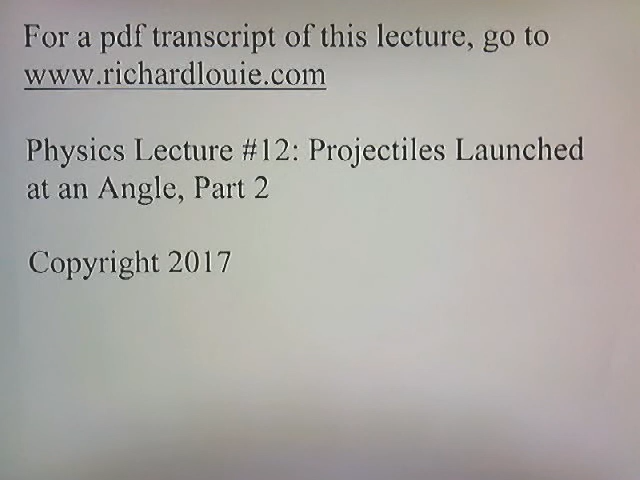 For a pdf transcript of this lecture, go to
www.richardlouie.com
Physics Lecture #12: Projectiles Launched
at an Angle, Part 2
Copyright 2017